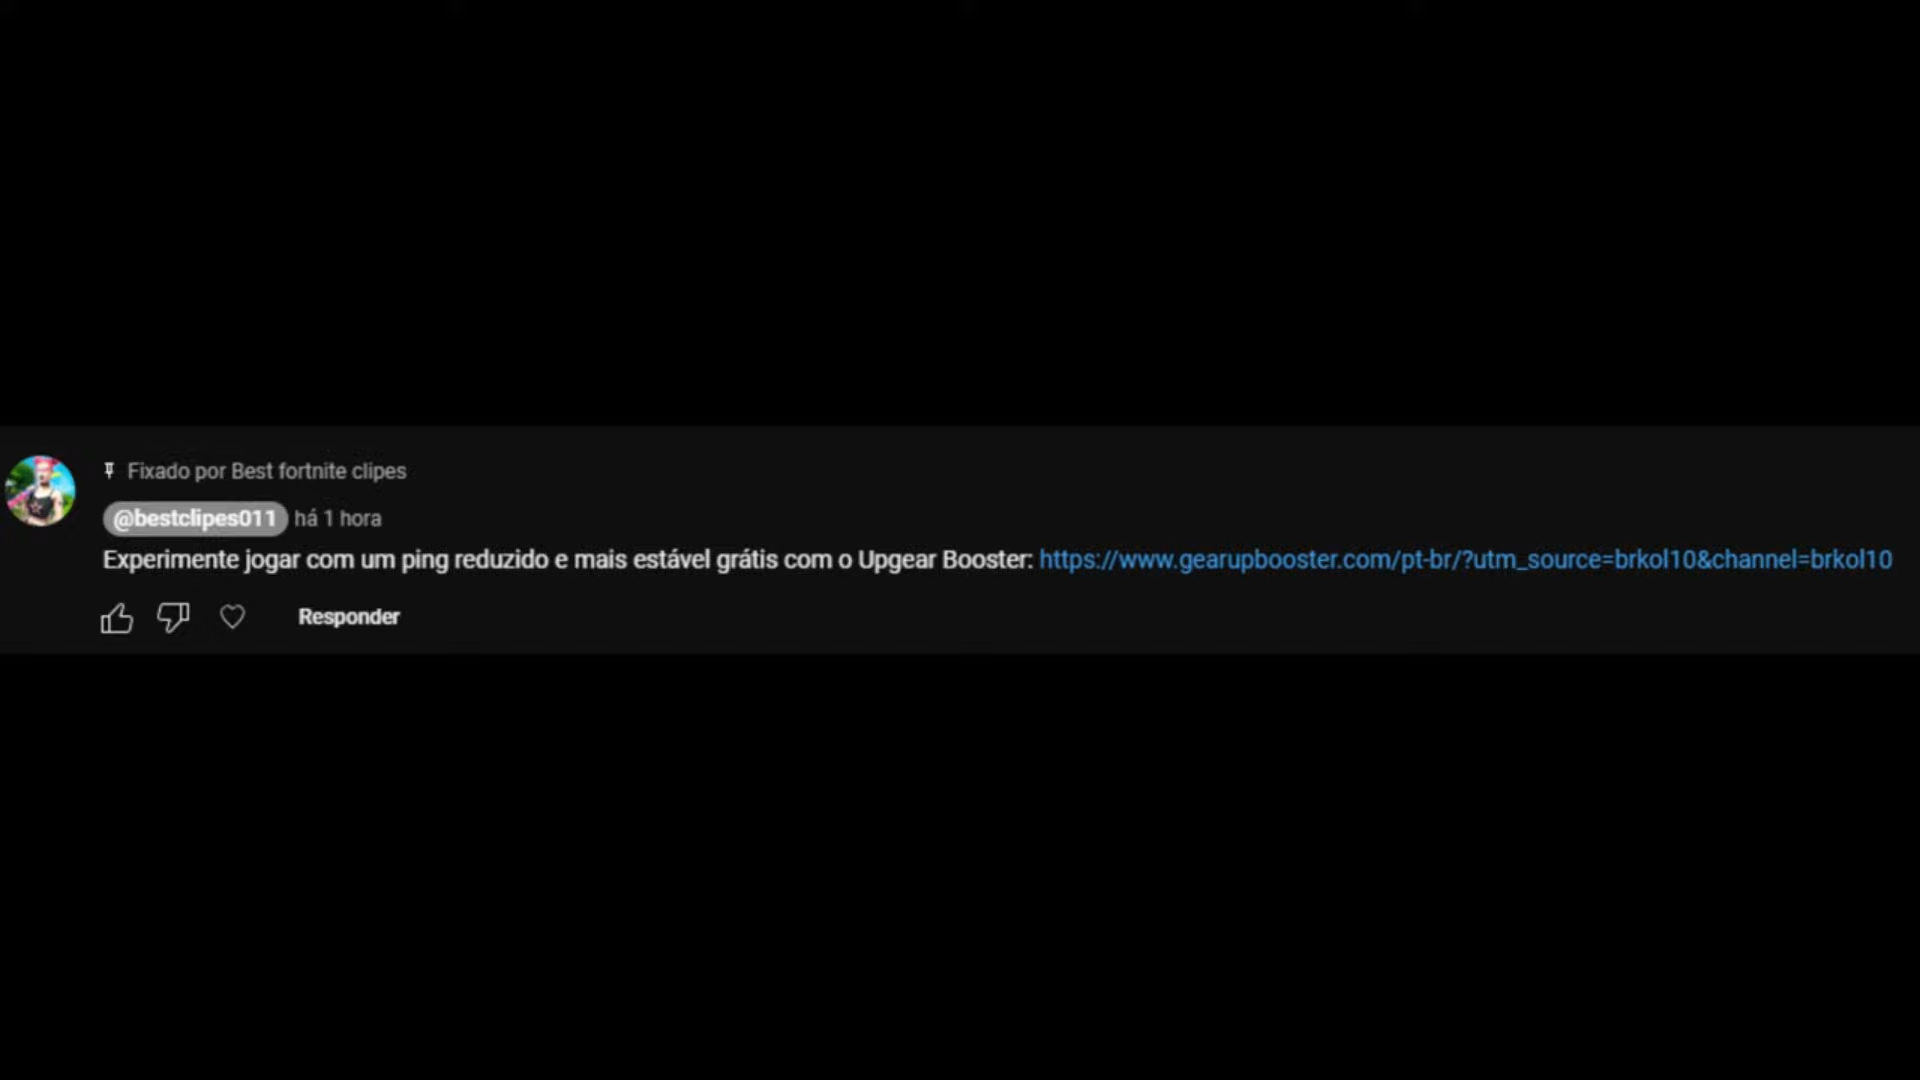 Fixado por Best fortnite clipes
@bestclipes011 há 1 hora
Experimente jogar com um ping reduzido e mais estável grátis com o Upgear Booster: https://www.gearupbooster.com/pt-br/?utm_source=brkol10&channel=brkol10
Responder